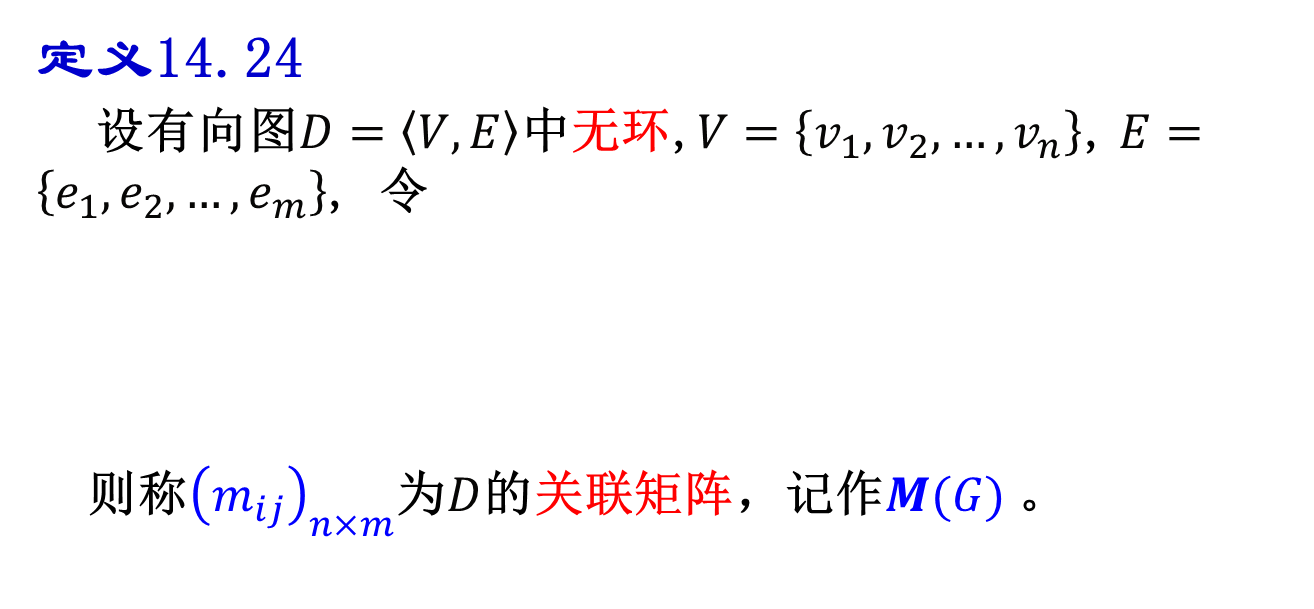 定义14.24
设有向图D = ⟨V, E⟩中无环, V = {v₁, v₂, … , vₙ}, E =
{e₁, e₂, … , eₘ}, 令
则称(mᵢⱼ)ₙ×ₘ为D的关联矩阵，记作M(G) 。